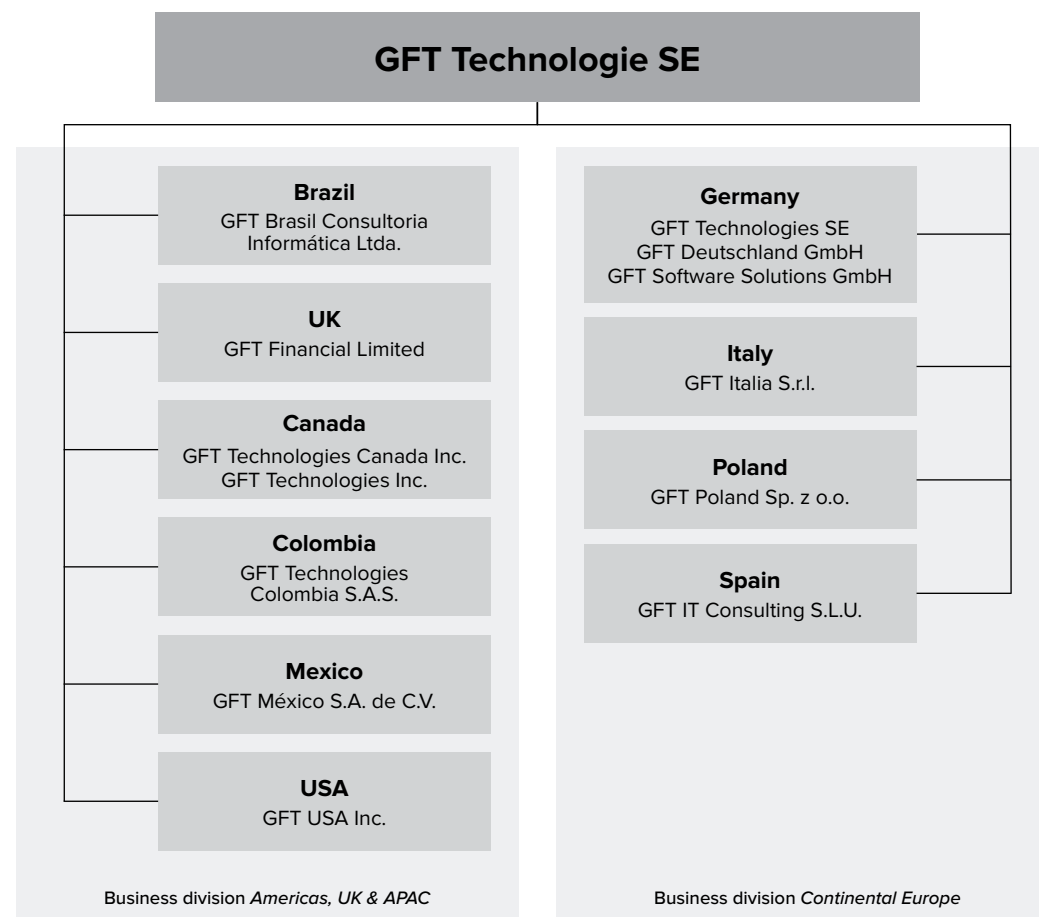 GFT Technologie SE
Brazil
GFT Brasil Consultoria
Informática Ltda.
UK
GFT Financial Limited
Canada
GFT Technologies Canada Inc.
GFT Technologies Inc.
Colombia
GFT Technologies
Colombia S.A.S.
Mexico
GFT México S.A. de C.V.
USA
GFT USA Inc.
Business division Americas, UK & APAC
Germany
GFT Technologies SE
GFT Deutschland GmbH
GFT Software Solutions GmbH
Italy
GFT Italia S.r.l.
Poland
GFT Poland Sp. z o.o.
Spain
GFT IT Consulting S.L.U.
Business division Continental Europe